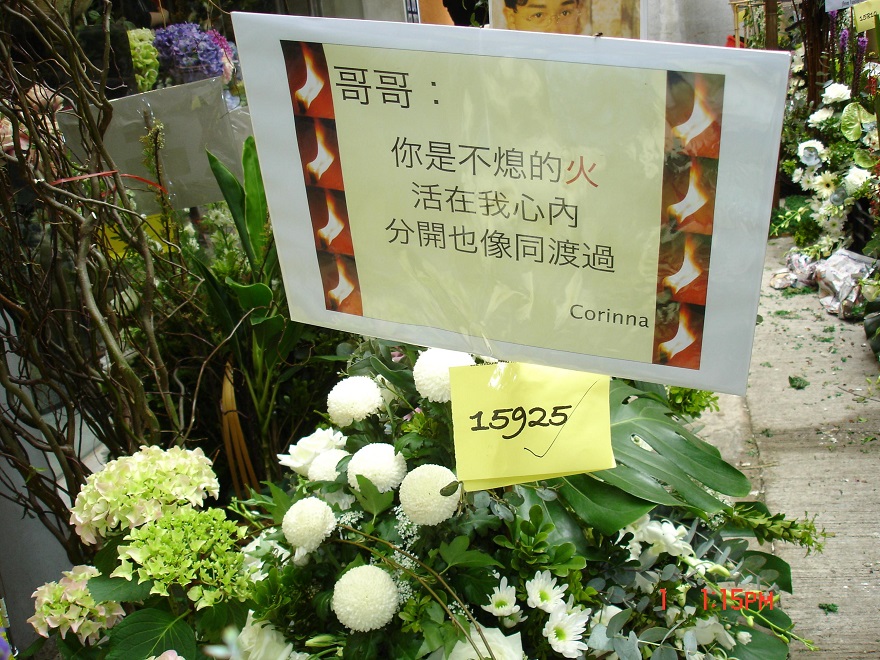 哥哥：
你是不熄的火
活在我心內
分開也像同渡過
Corinna
15925
1 1.15PM